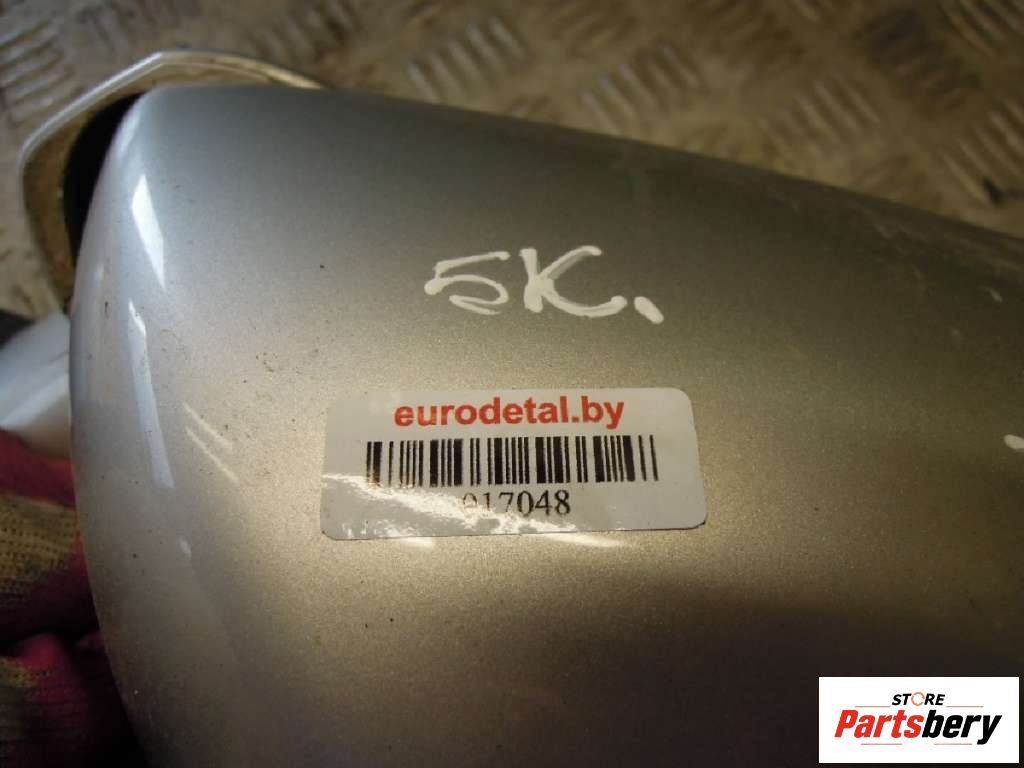 5K.
eurodetal.by
017048
STORE
Partsbery